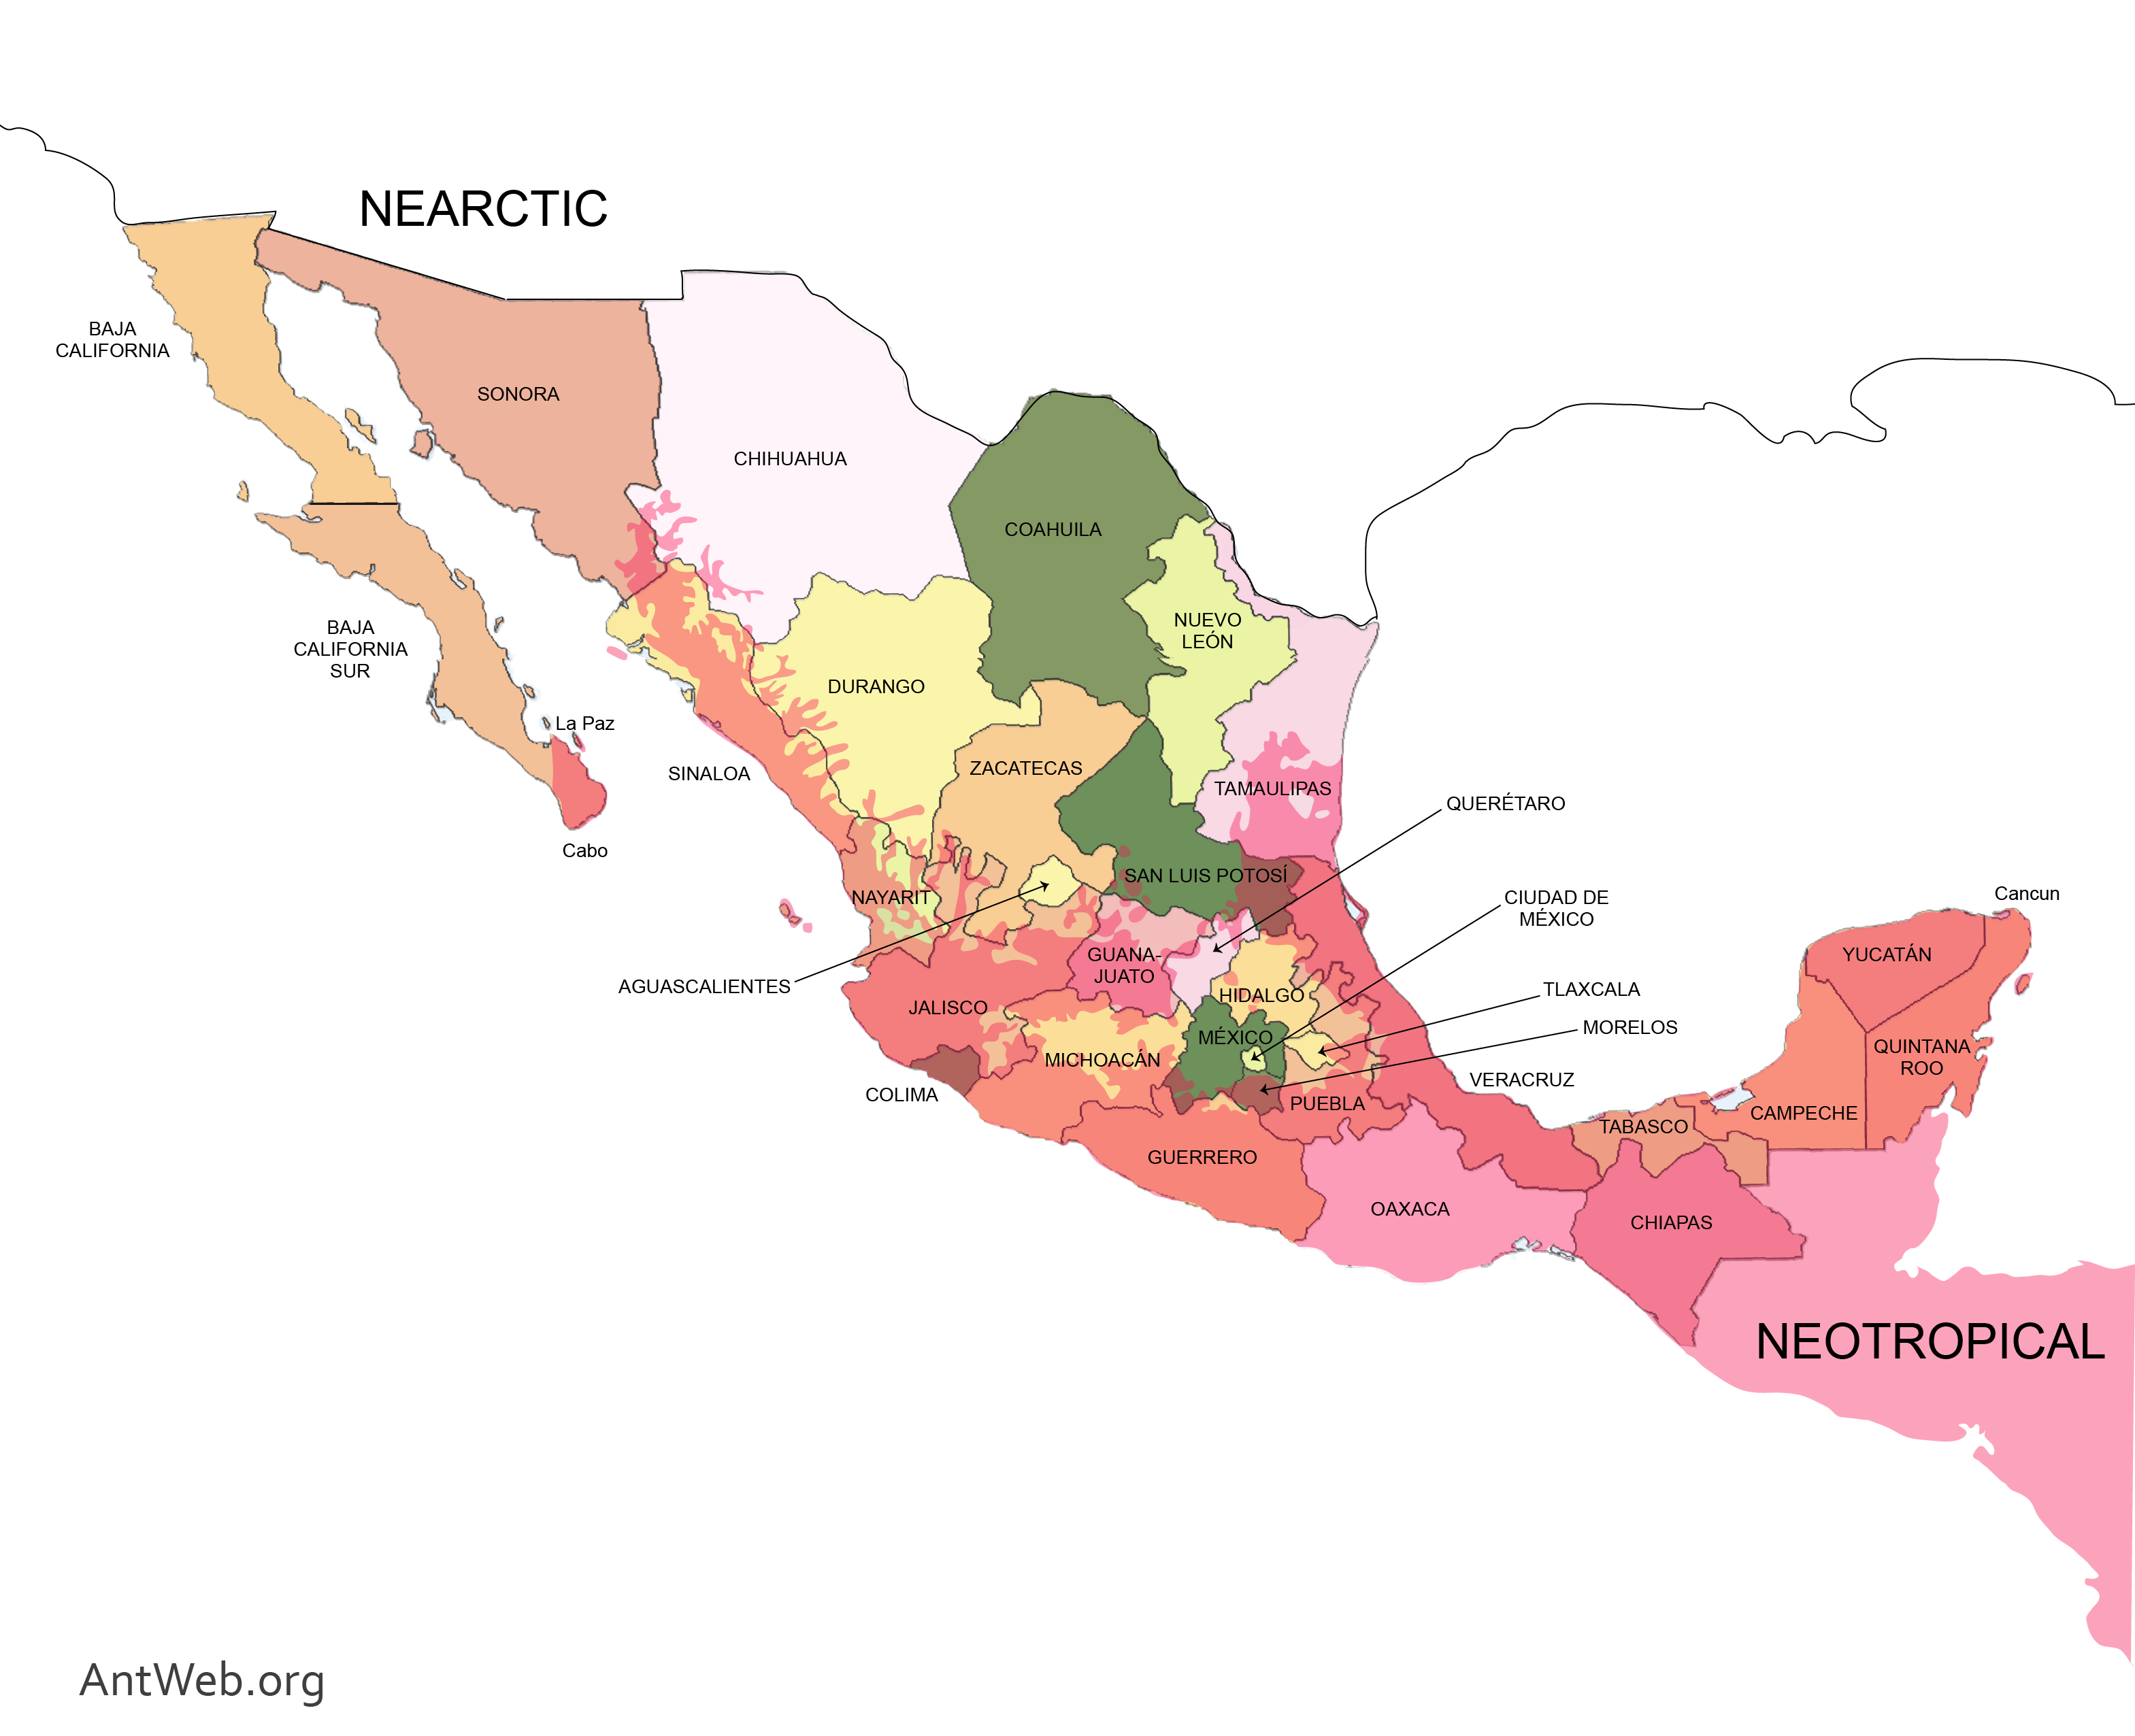 NEARCTIC
BAJA
CALIFORNIA
SONORA
CHIHUAHUA
COAHUILA
NUEVO
LEÓN
BAJA
CALIFORNIA
SUR
DURANGO
La Paz
SINALOA
ZACATECAS
TAMAULIPAS
QUERÉTARO
Cabo
SAN LUIS POTOSÍ
NAYARIT
CIUDAD DE
MÉXICO
Cancun
YUCATÁN
GUANA-
JUATO
AGUASCALIENTES
HIDALGO
TLAXCALA
JALISCO
MORELOS
MÉXICO
QUINTANA
ROO
MICHOACÁN
VERACRUZ
COLIMA
PUEBLA
CAMPECHE
TABASCO
GUERRERO
OAXACA
CHIAPAS
NEOTROPICAL
AntWeb.org